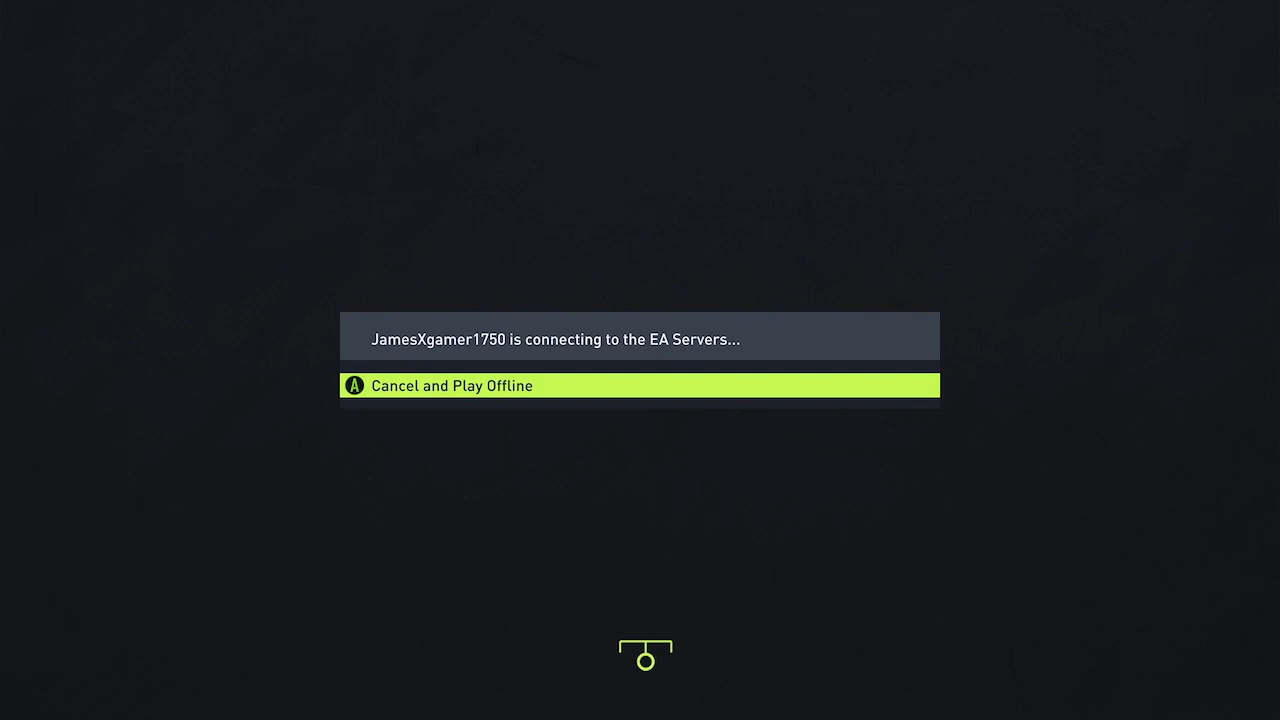 JamesXgamer1750 is connecting to the EA Servers...
A Cancel and Play Offline